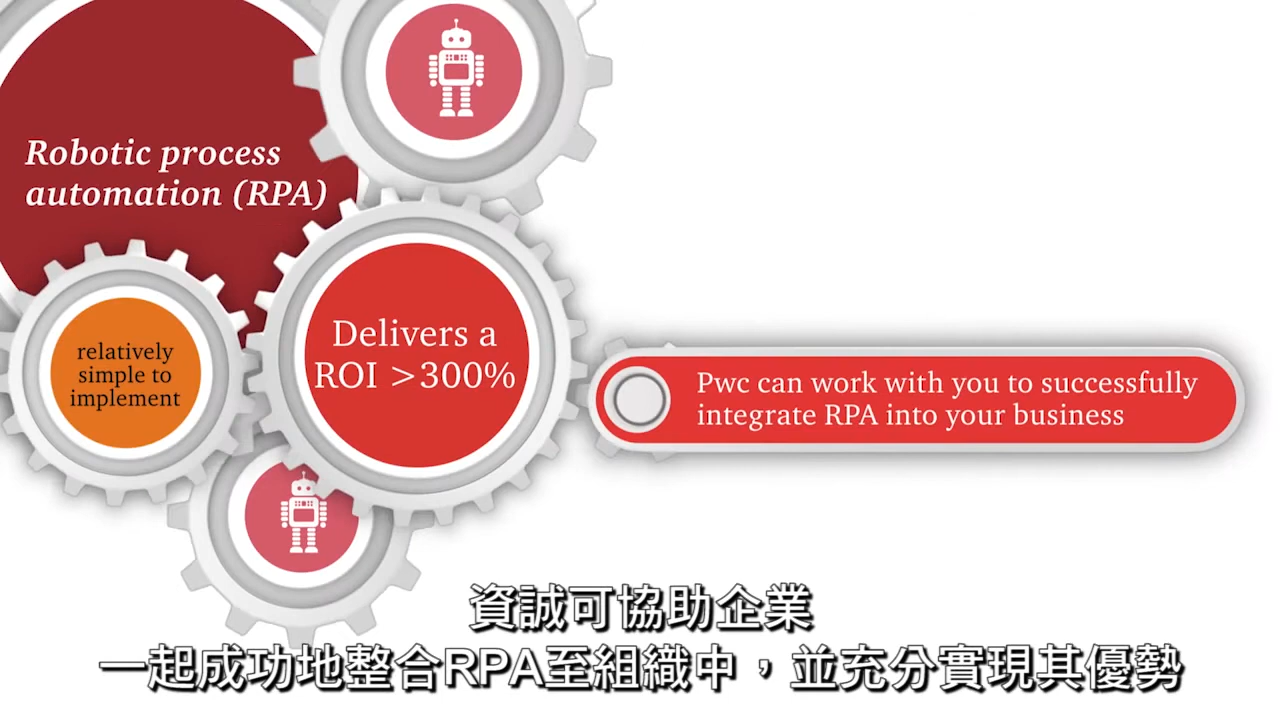 Robotic process
automation (RPA)
relatively
simple to
implement
Delivers a
ROI >300%
Pwc can work with you to successfully
integrate RPA into your business
資誠可協助企業
一起成功地整合RPA至組織中，並充分實現其優勢